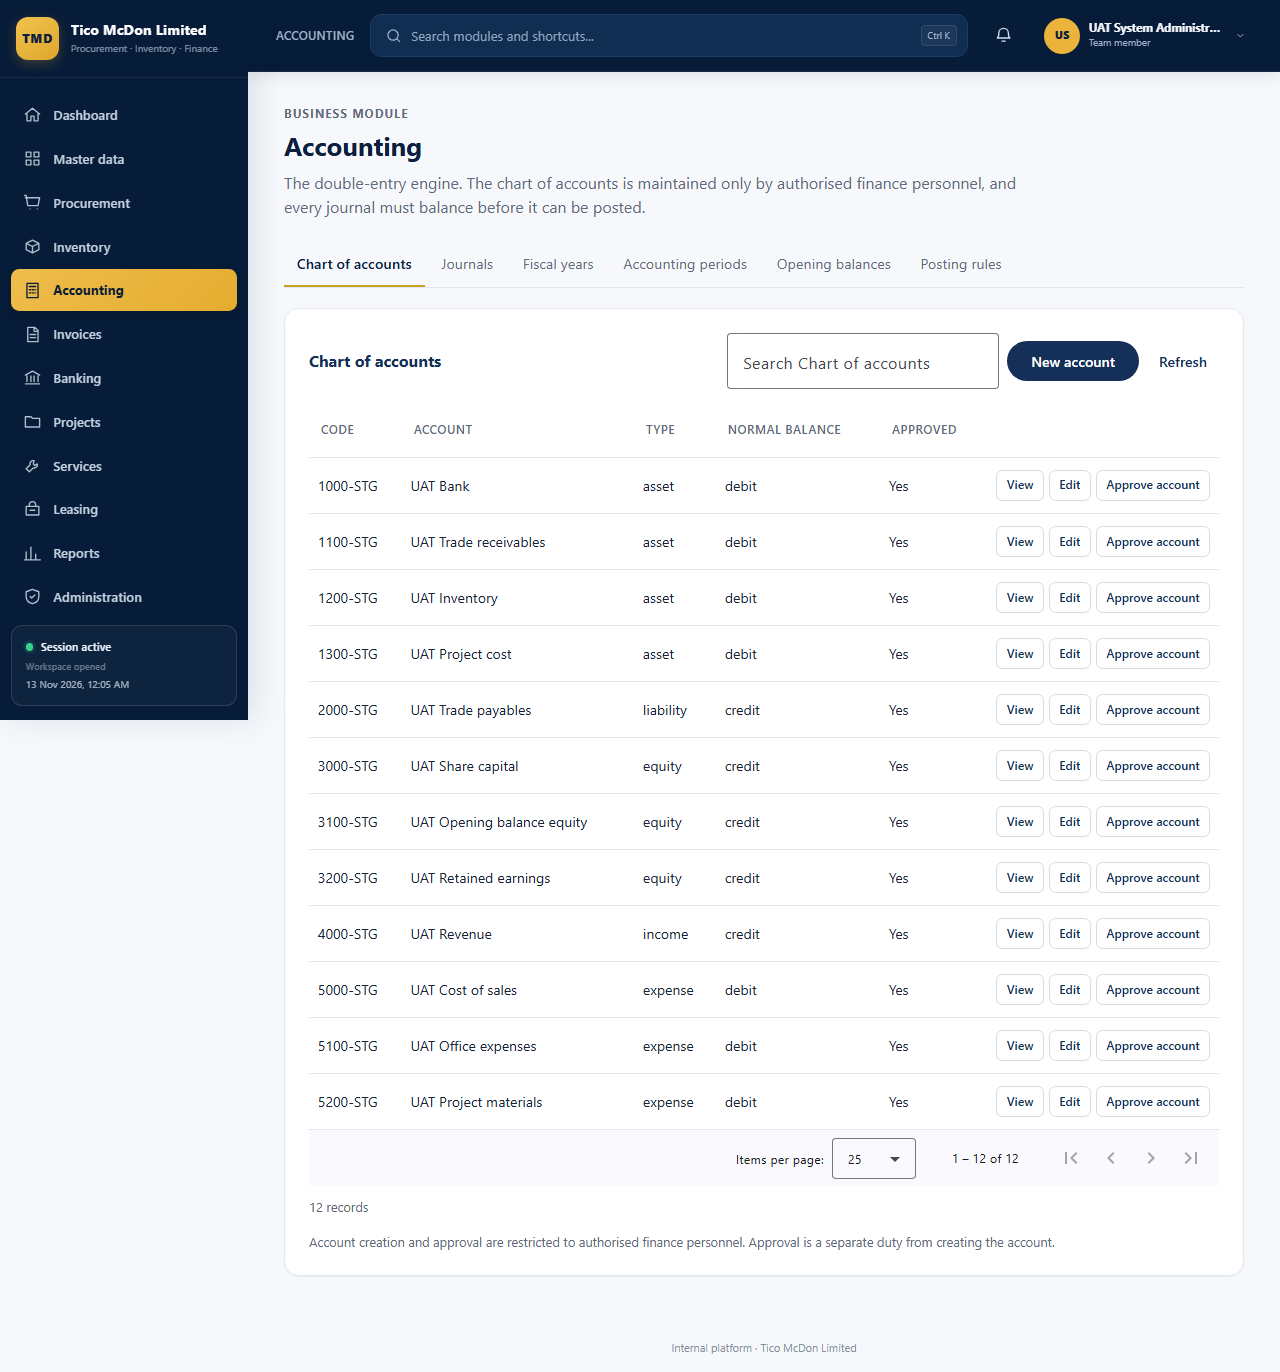 TMD
Tico McDon Limited
Procurement · Inventory · Finance
ACCOUNTING
Search modules and shortcuts...
Ctrl K
US
UAT System Administr...
Team member
Dashboard
Master data
Procurement
Inventory
Accounting
Invoices
Banking
Projects
Services
Leasing
Reports
Administration
Session active
Workspace opened
13 Nov 2026, 12:05 AM
BUSINESS MODULE
Accounting
The double-entry engine. The chart of accounts is maintained only by authorised finance personnel, and
every journal must balance before it can be posted.
Chart of accounts Journals Fiscal years Accounting periods Opening balances Posting rules
Chart of accounts
Search Chart of accounts
New account
Refresh
CODE ACCOUNT TYPE NORMAL BALANCE APPROVED
1000-STG UAT Bank asset debit Yes View Edit Approve account
1100-STG UAT Trade receivables asset debit Yes View Edit Approve account
1200-STG UAT Inventory asset debit Yes View Edit Approve account
1300-STG UAT Project cost asset debit Yes View Edit Approve account
2000-STG UAT Trade payables liability credit Yes View Edit Approve account
3000-STG UAT Share capital equity credit Yes View Edit Approve account
3100-STG UAT Opening balance equity equity credit Yes View Edit Approve account
3200-STG UAT Retained earnings equity credit Yes View Edit Approve account
4000-STG UAT Revenue income credit Yes View Edit Approve account
5000-STG UAT Cost of sales expense debit Yes View Edit Approve account
5100-STG UAT Office expenses expense debit Yes View Edit Approve account
5200-STG UAT Project materials expense debit Yes View Edit Approve account
Items per page: 25 1 – 12 of 12
12 records
Account creation and approval are restricted to authorised finance personnel. Approval is a separate duty from creating the account.
Internal platform · Tico McDon Limited